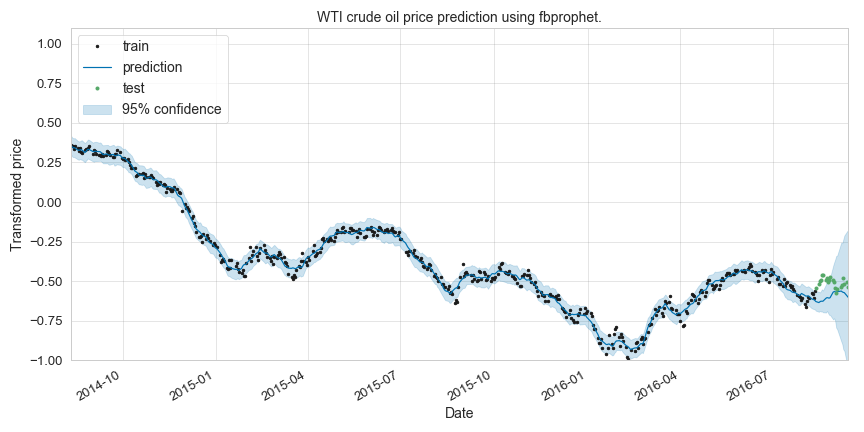 WTI crude oil price prediction using fbprophet.
train
prediction
test
95% confidence
1.00
0.75
0.50
0.25
0.00
−0.25
−0.50
−0.75
−1.00
Transformed price
2014-10
2015-01
2015-04
2015-07
2015-10
2016-01
2016-04
2016-07
Date